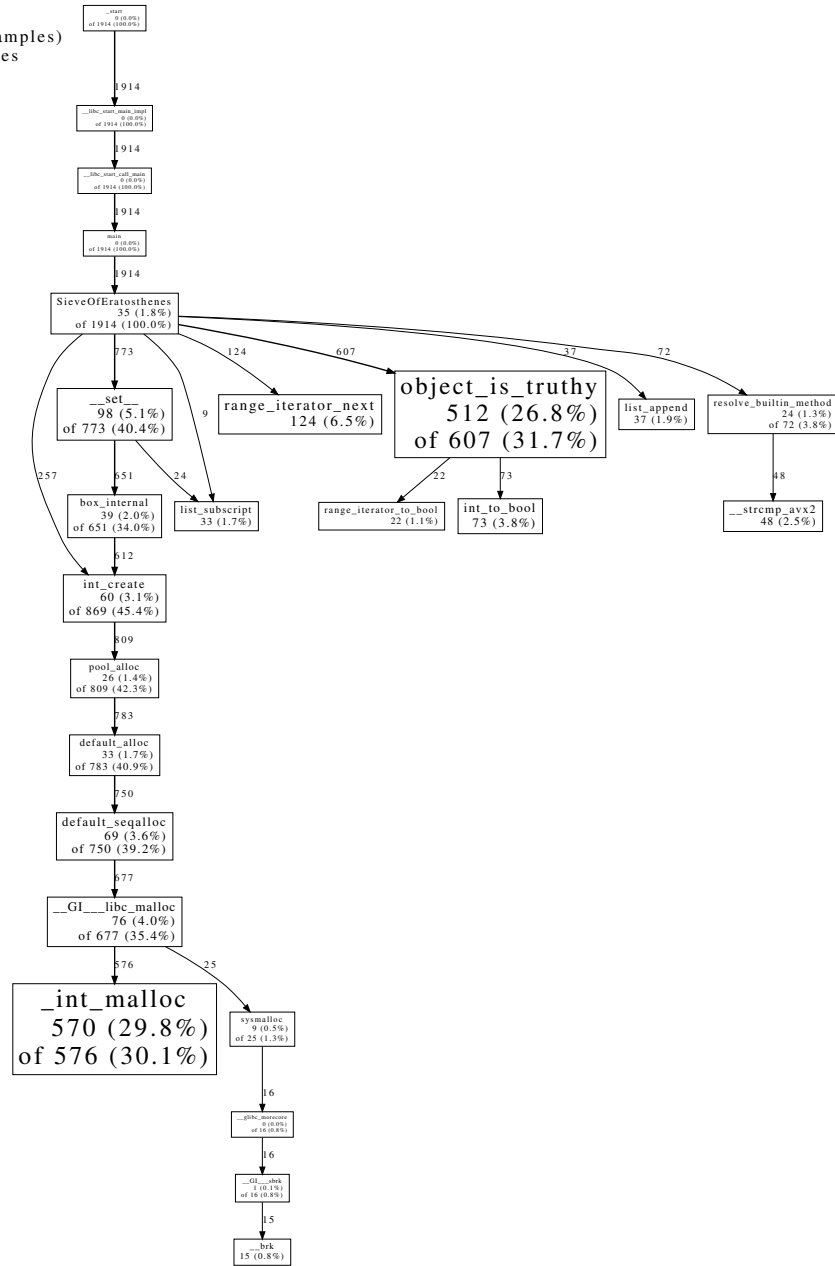 _start
0 (0.0%)
of 1914 (100.0%)
amples)
es
1914
__libc_start_main_impl
0 (0.0%)
of 1914 (100.0%)
1914
__libc_start_call_main
0 (0.0%)
of 1914 (100.0%)
1914
main
0 (0.0%)
of 1914 (100.0%)
1914
SieveOfEratosthenes
35 (1.8%)
of 1914 (100.0%)
773
124
607
37
72
9
257
__set__
98 (5.1%)
of 773 (40.4%)
range_iterator_next
124 (6.5%)
object_is_truthy
512 (26.8%)
of 607 (31.7%)
list_append
37 (1.9%)
resolve_builtin_method
24 (1.3%)
of 72 (3.8%)
651
24
22
73
48
box_internal
39 (2.0%)
of 651 (34.0%)
list_subscript
33 (1.7%)
range_iterator_to_bool
22 (1.1%)
int_to_bool
73 (3.8%)
__strcmp_avx2
48 (2.5%)
612
int_create
60 (3.1%)
of 869 (45.4%)
809
pool_alloc
26 (1.4%)
of 809 (42.3%)
783
default_alloc
33 (1.7%)
of 783 (40.9%)
750
default_seqalloc
69 (3.6%)
of 750 (39.2%)
677
__GI___libc_malloc
76 (4.0%)
of 677 (35.4%)
576
25
_int_malloc
570 (29.8%)
of 576 (30.1%)
sysmalloc
9 (0.5%)
of 25 (1.3%)
16
__glibc_morecore
0 (0.0%)
of 16 (0.8%)
16
__GI___sbrk
1 (0.1%)
of 16 (0.8%)
15
__brk
15 (0.8%)